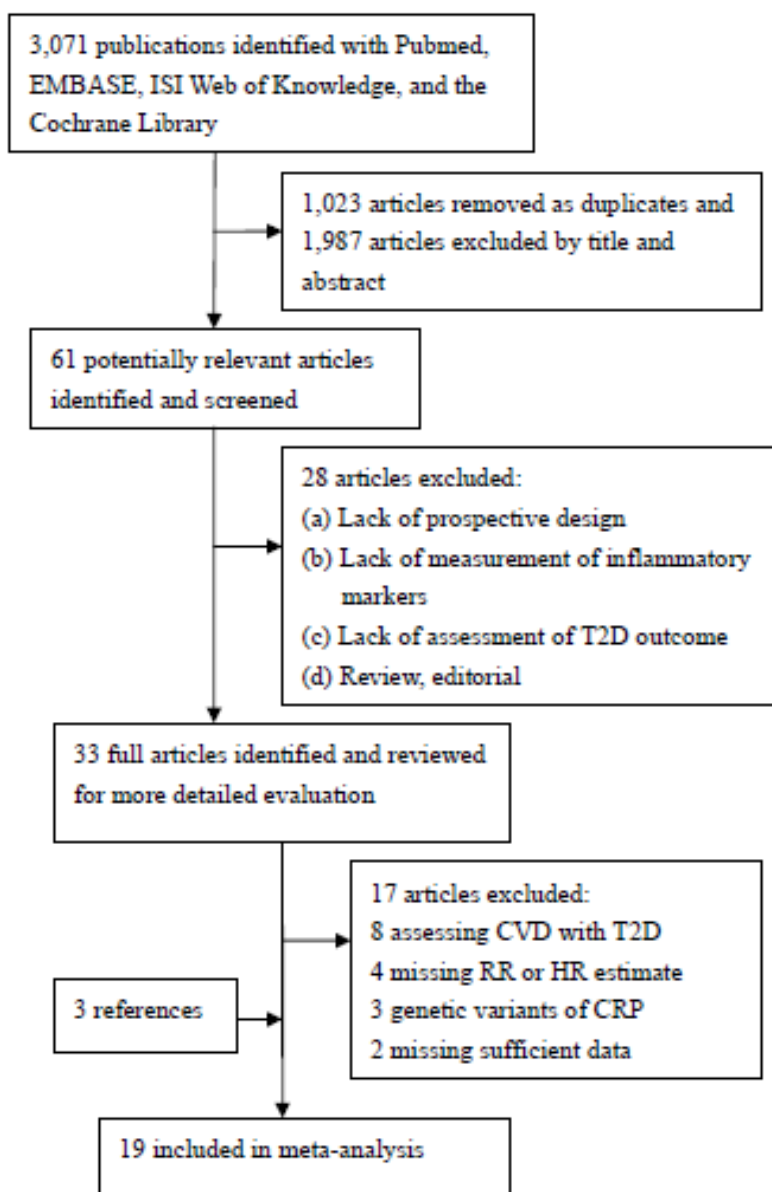 3,071 publications identified with Pubmed,
EMBASE, ISI Web of Knowledge, and the
Cochrane Library
1,023 articles removed as duplicates and
1,987 articles excluded by title and
abstract
61 potentially relevant articles
identified and screened
28 articles excluded:
(a) Lack of prospective design
(b) Lack of measurement of inflammatory
markers
(c) Lack of assessment of T2D outcome
(d) Review, editorial
33 full articles identified and reviewed
for more detailed evaluation
17 articles excluded:
8 assessing CVD with T2D
4 missing RR or HR estimate
3 genetic variants of CRP
2 missing sufficient data
3 references
19 included in meta-analysis